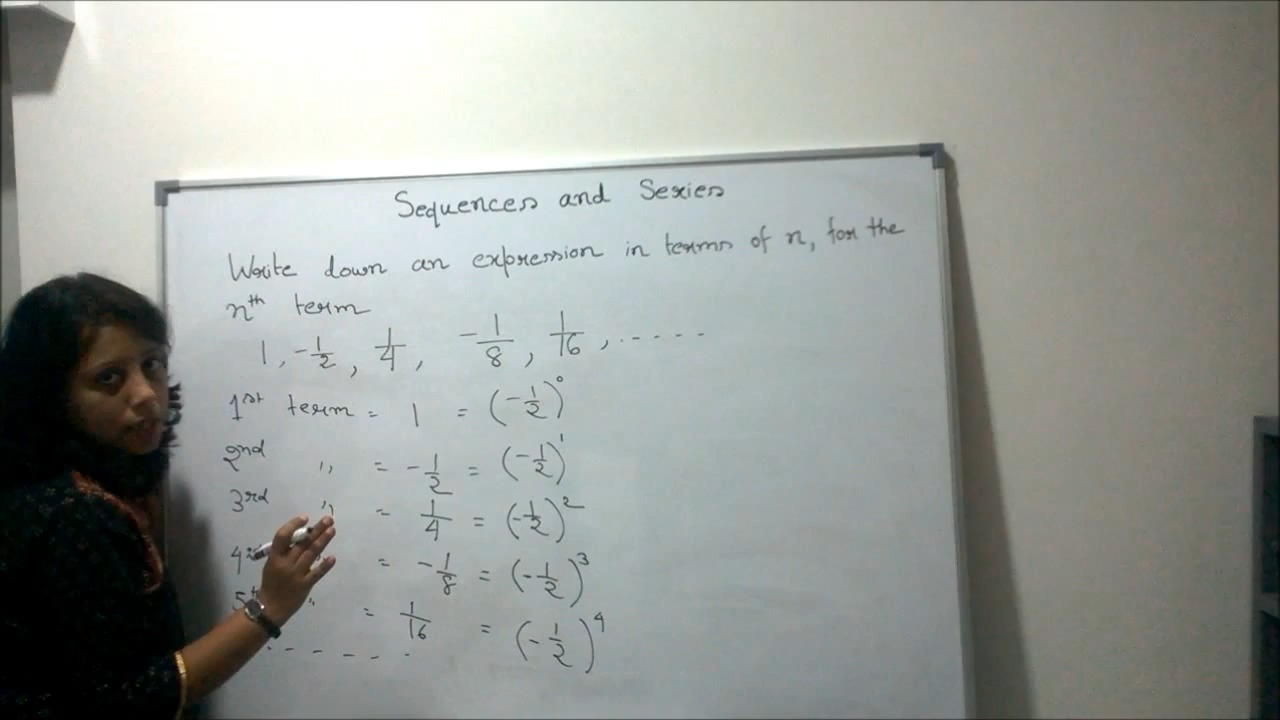 Sequences and Series
Write down an expression in terms of n, for the
nth term
1, -1/2, 1/4, -1/8, 1/16, .....
1st term = 1 = (-1/2)^0
2nd " = -1/2 = (-1/2)^1
3rd " = 1/4 = (-1/2)^2
4th " = -1/8 = (-1/2)^3
5th " = 1/16 = (-1/2)^4
- - - - - -